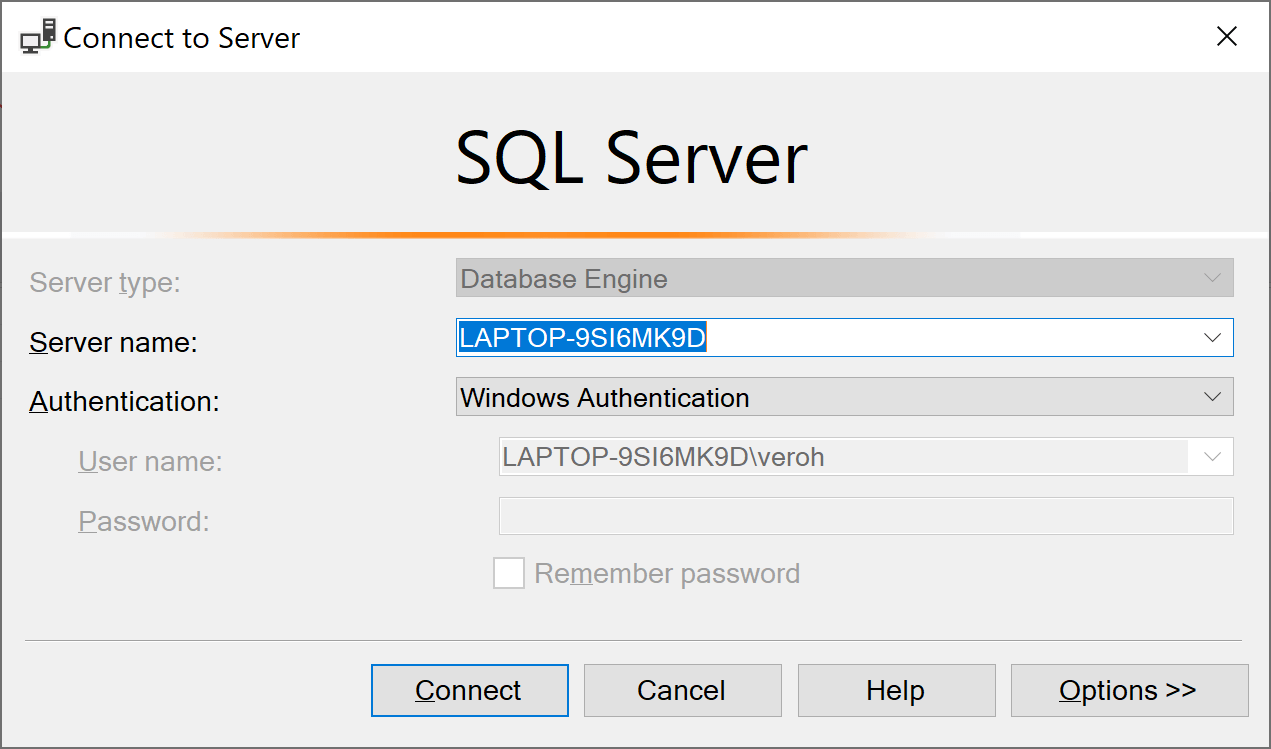 Connect to Server
SQL Server
Server type: Database Engine
Server name: LAPTOP-9SI6MK9D
Authentication: Windows Authentication
User name: LAPTOP-9SI6MK9D\veroh
Password:
Remember password
Connect Cancel Help Options >>